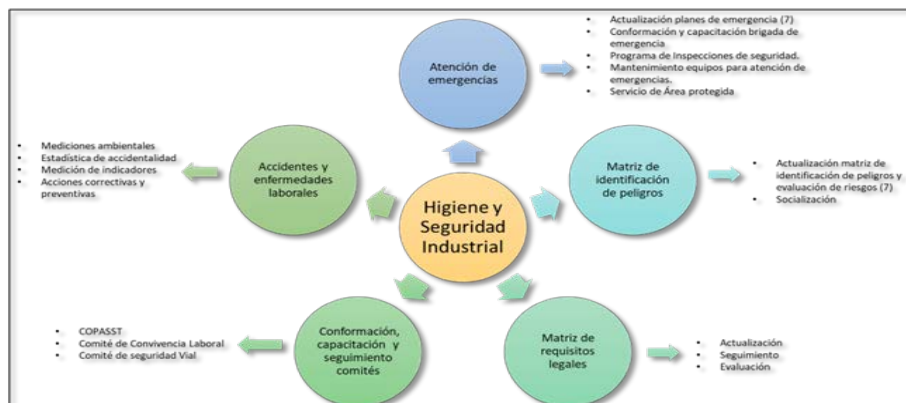 Atención de
emergencias
• Actualización planes de emergencia (7)
• Conformación y capacitación brigada de
emergencia
• Programa de Inspecciones de seguridad.
• Mantenimiento equipos para atención de
emergencias.
• Servicio de Área protegida
• Mediciones ambientales
• Estadística de accidentalidad
• Medición de indicadores
• Acciones correctivas y
preventivas
Accidentes y
enfermedades
laborales
Matriz de
identificación
de peligros
• Actualización matriz de
identificación de peligros y
evaluación de riesgos (7)
• Socialización
Higiene y
Seguridad
Industrial
• COPASST
• Comité de Convivencia Laboral
• Comité de seguridad Vial
Conformación,
capacitación y
seguimiento
comités
Matriz de
requisitos
legales
• Actualización
• Seguimiento
• Evaluación